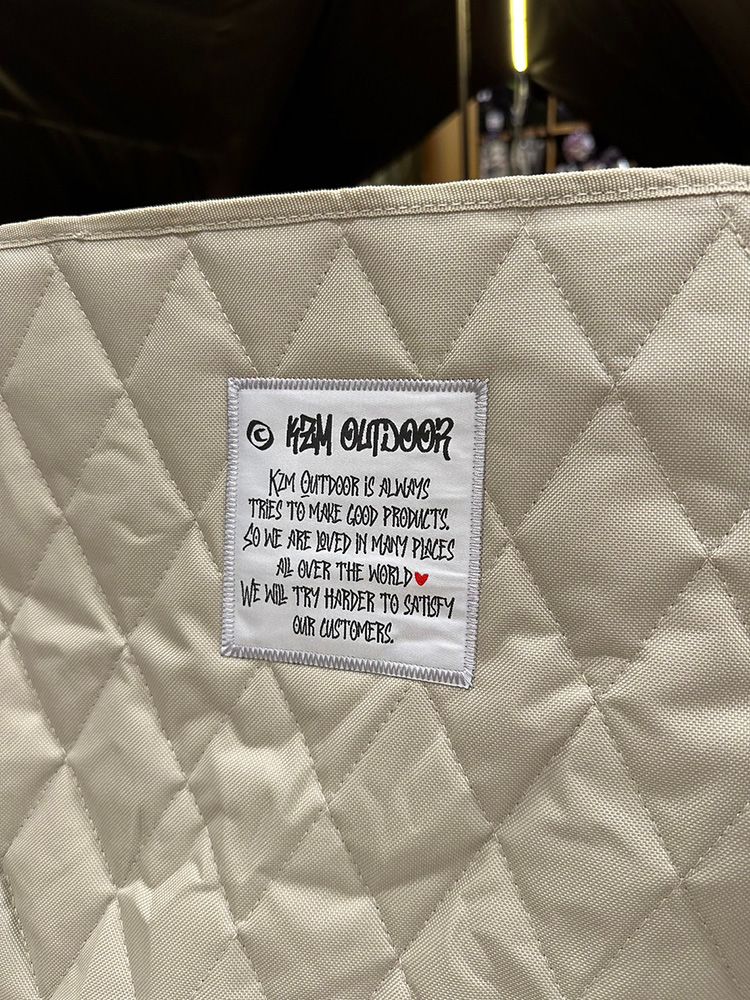 © KZM OUTDOOR
KZM OUTDOOR IS ALWAYS
TRIES TO MAKE GOOD PRODUCTS.
SO WE ARE LOVED IN MANY PLACES
ALL OVER THE WORLD♥
WE WILL TRY HARDER TO SATISFY
OUR CUSTOMERS.